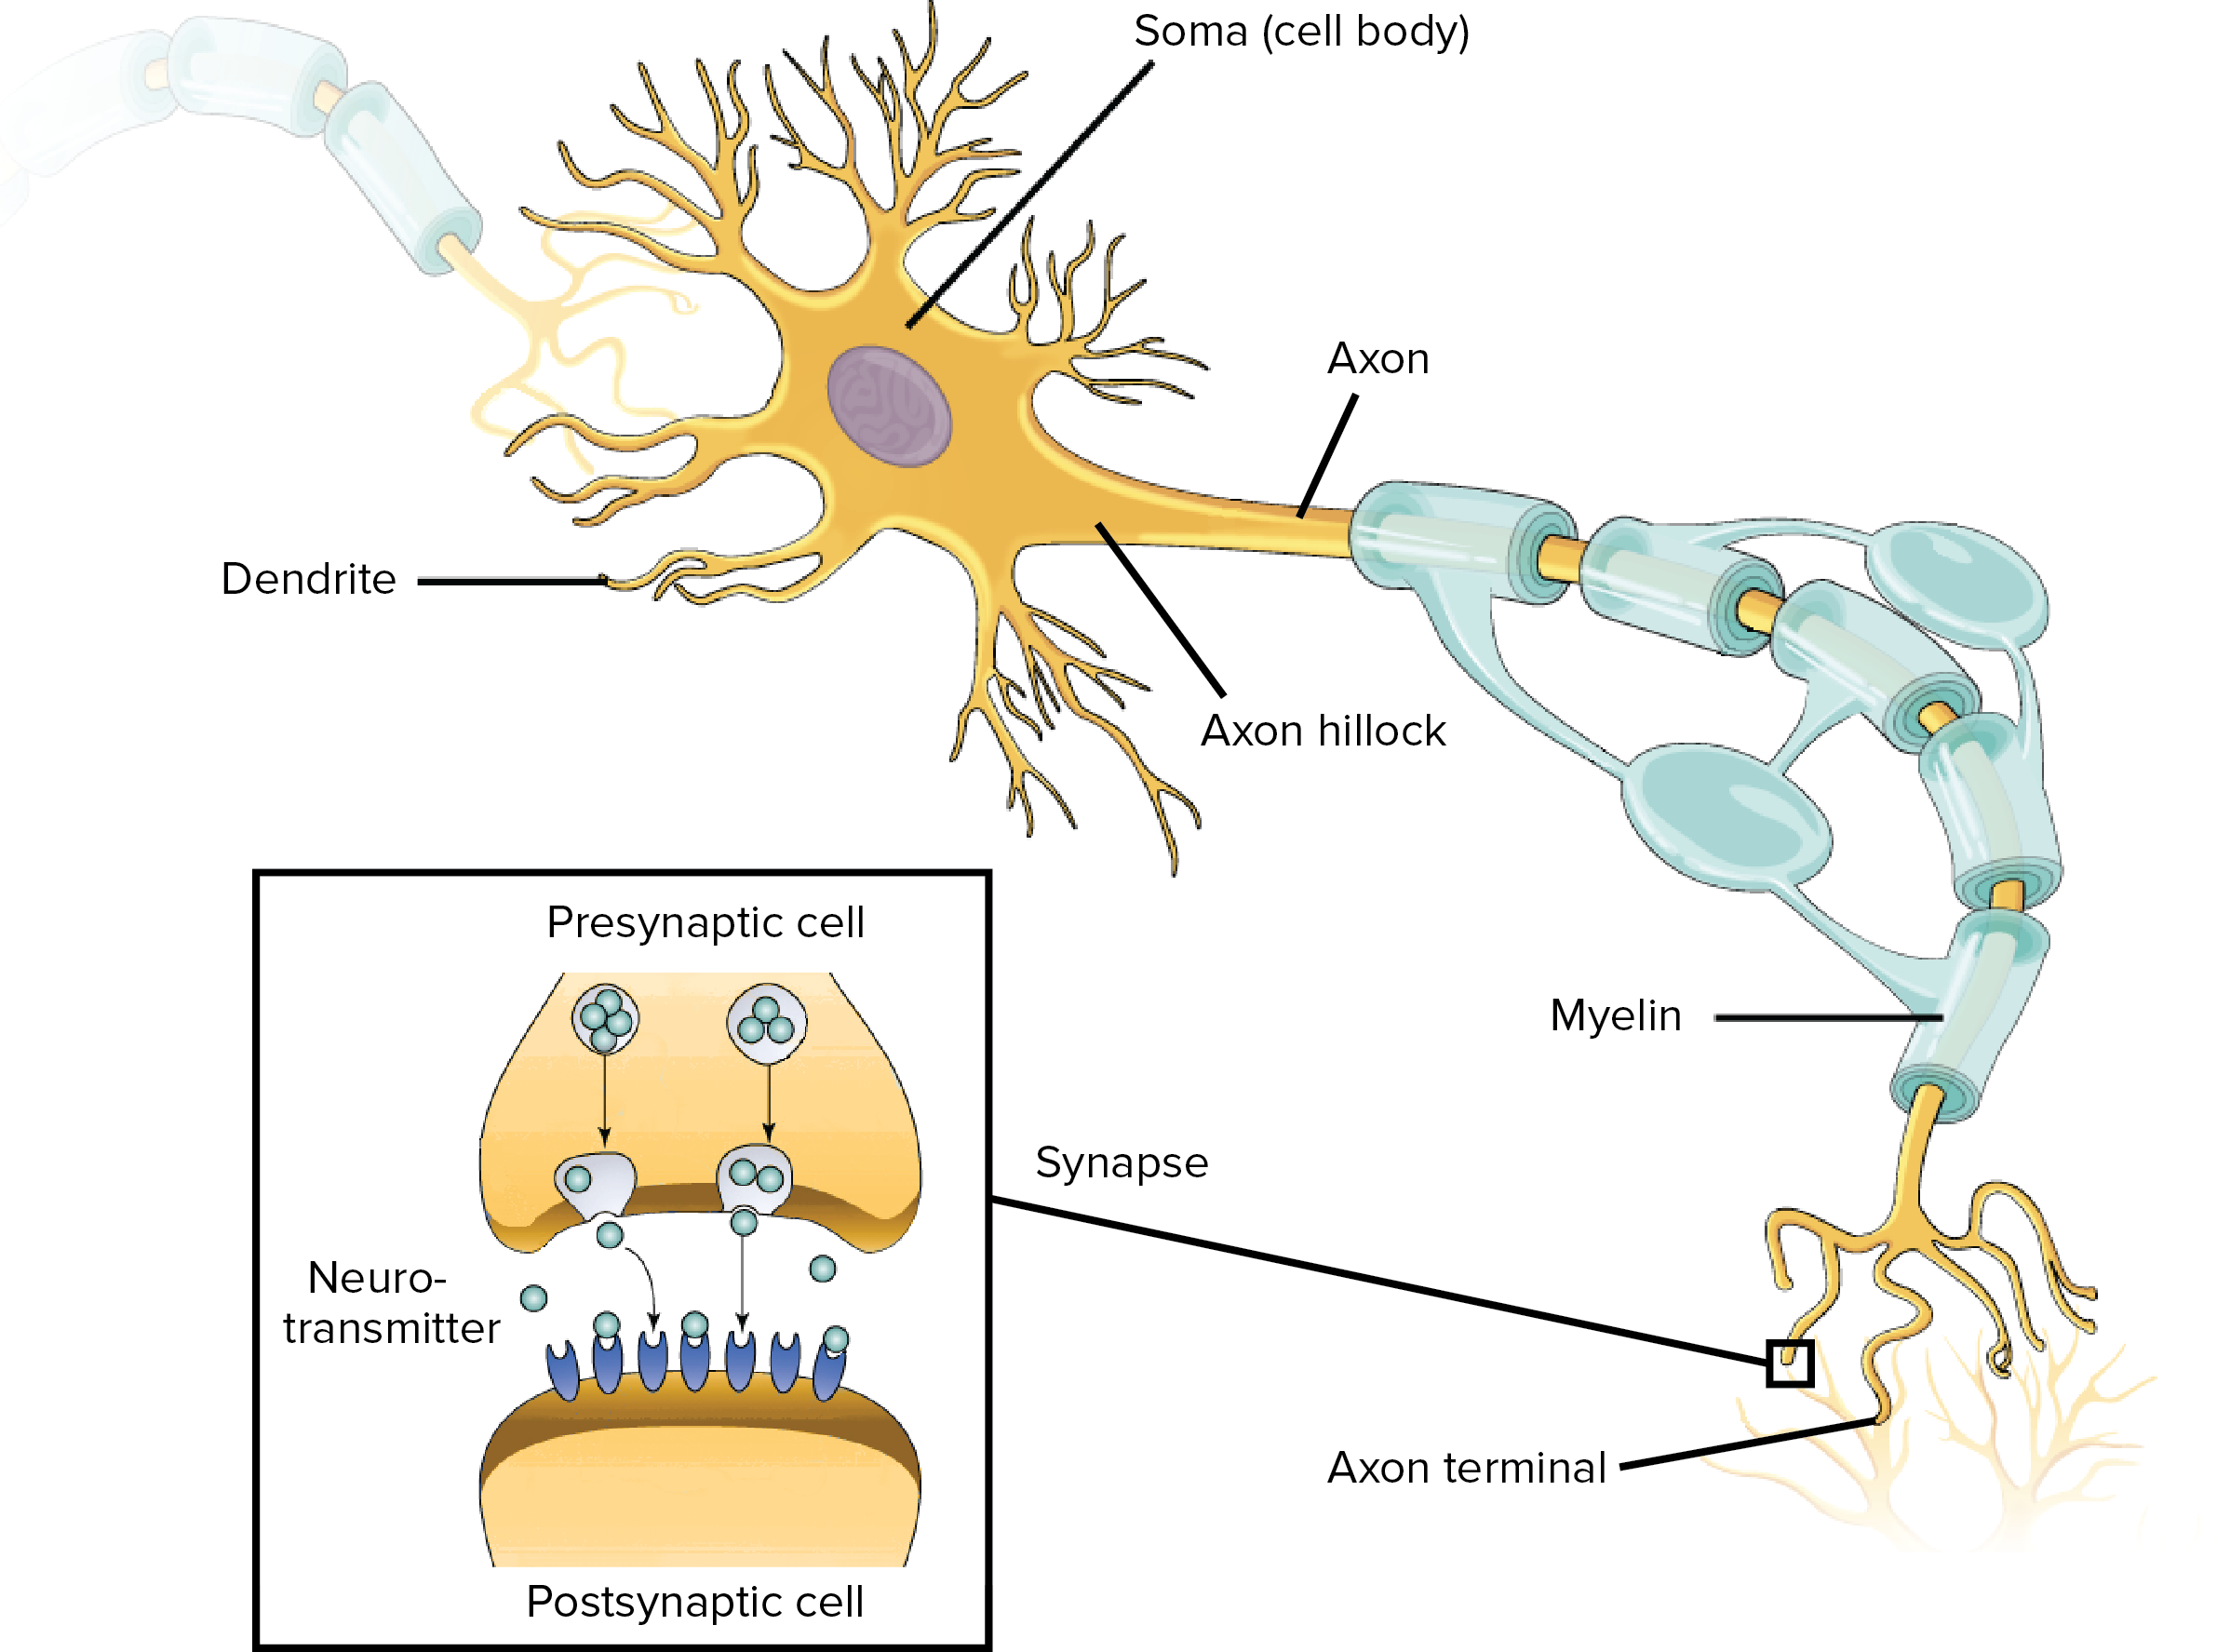 Soma (cell body)
Axon
Dendrite
Axon hillock
Presynaptic cell
Myelin
Synapse
Neuro-
transmitter
Axon terminal
Postsynaptic cell